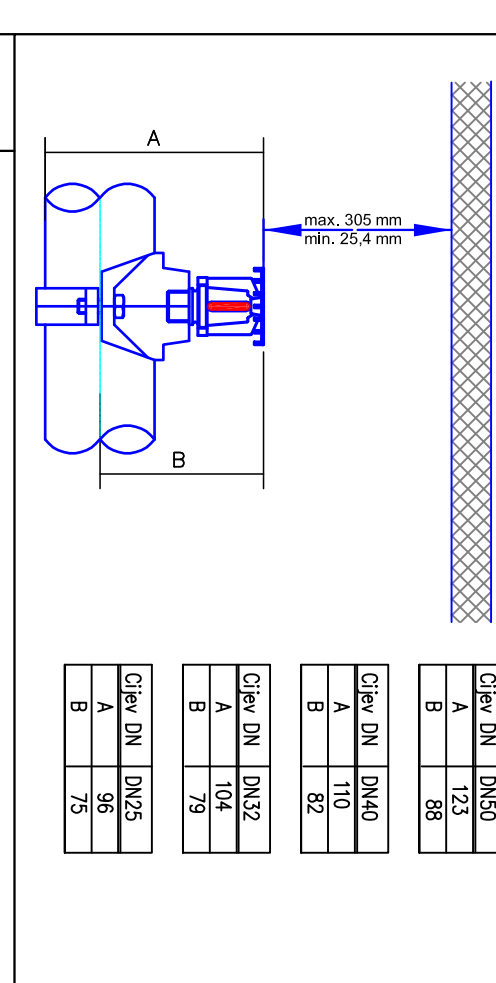 A
max. 305 mm
min. 25,4 mm
B
Cijev DN DN50
A 123
B 88
Cijev DN DN40
A 110
B 82
Cijev DN DN32
A 104
B 79
Cijev DN DN25
A 96
B 75